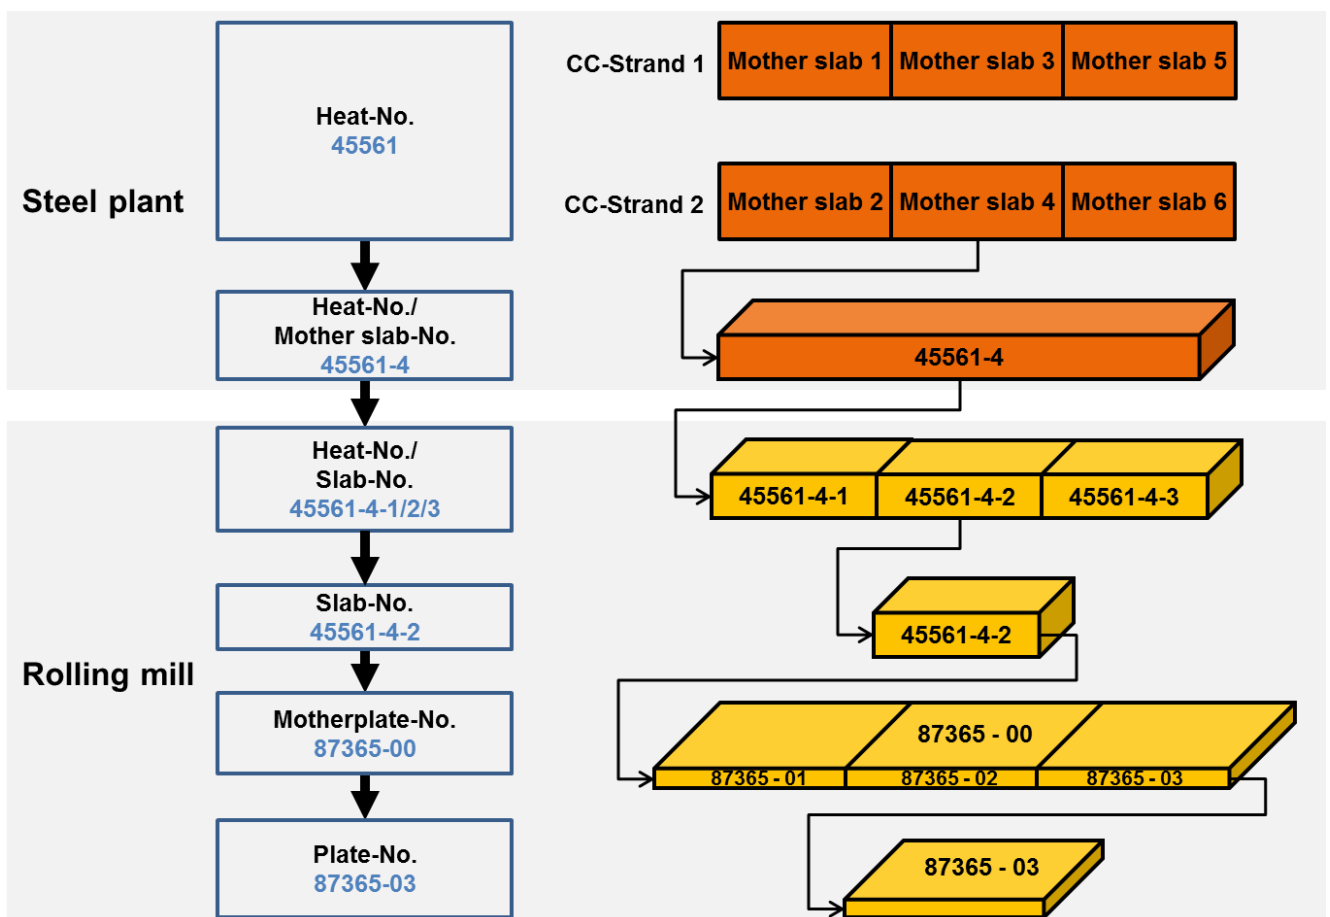 Steel plant
Heat-No.
45561
CC-Strand 1
Mother slab 1
Mother slab 3
Mother slab 5
CC-Strand 2
Mother slab 2
Mother slab 4
Mother slab 6
Heat-No./
Mother slab-No.
45561-4
45561-4
Rolling mill
Heat-No./
Slab-No.
45561-4-1/2/3
45561-4-1
45561-4-2
45561-4-3
Slab-No.
45561-4-2
45561-4-2
Motherplate-No.
87365-00
87365 - 00
87365 - 01
87365 - 02
87365 - 03
Plate-No.
87365-03
87365 - 03